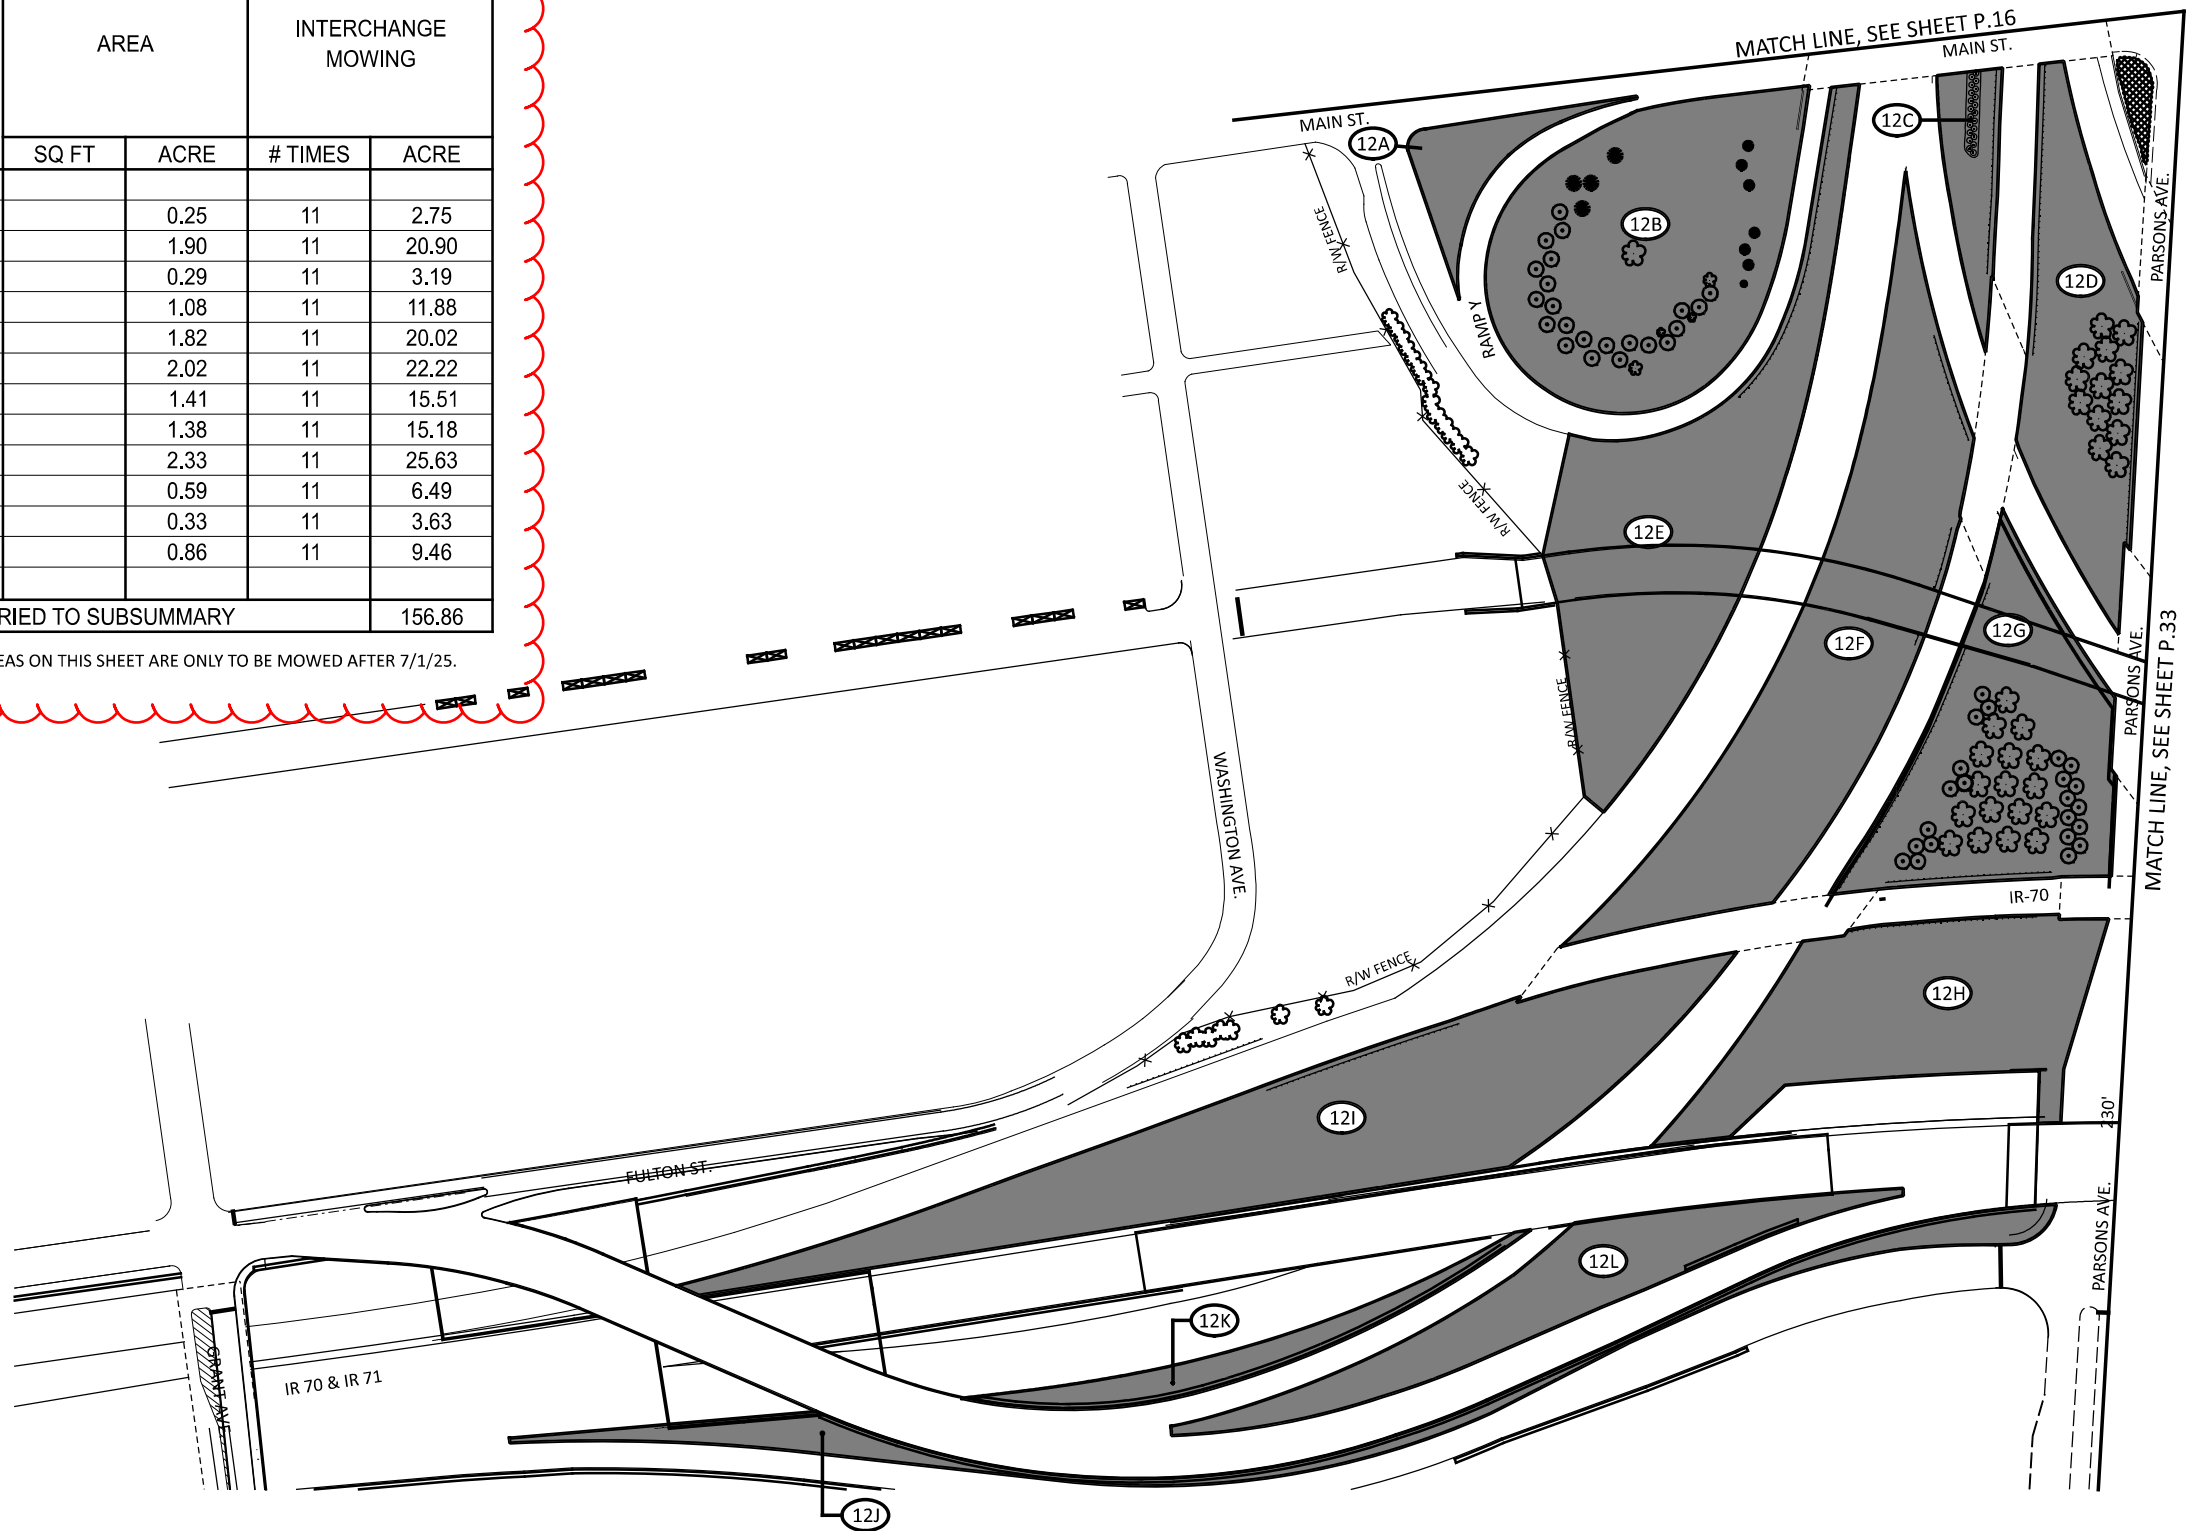 AREA
INTERCHANGE
MOWING
SQ FT ACRE # TIMES ACRE
0.25 11 2.75
1.90 11 20.90
0.29 11 3.19
1.08 11 11.88
1.82 11 20.02
2.02 11 22.22
1.41 11 15.51
1.38 11 15.18
2.33 11 25.63
0.59 11 6.49
0.33 11 3.63
0.86 11 9.46
RIED TO SUBSUMMARY 156.86
EAS ON THIS SHEET ARE ONLY TO BE MOWED AFTER 7/1/25.
MATCH LINE, SEE SHEET P.16
MAIN ST.
MAIN ST.
12A
12C
12B
12D
PARSONS AVE.
R/W FENCE
RAMP Y
R/W FENCE
12E
12F
12G
PARSONS AVE.
MATCH LINE, SEE SHEET P.33
R/W FENCE
WASHINGTON AVE.
IR-70
R/W FENCE
12H
12I
230'
FULTON ST.
PARSONS AVE.
12L
12K
GRANT AVE.
IR 70 & IR 71
12J